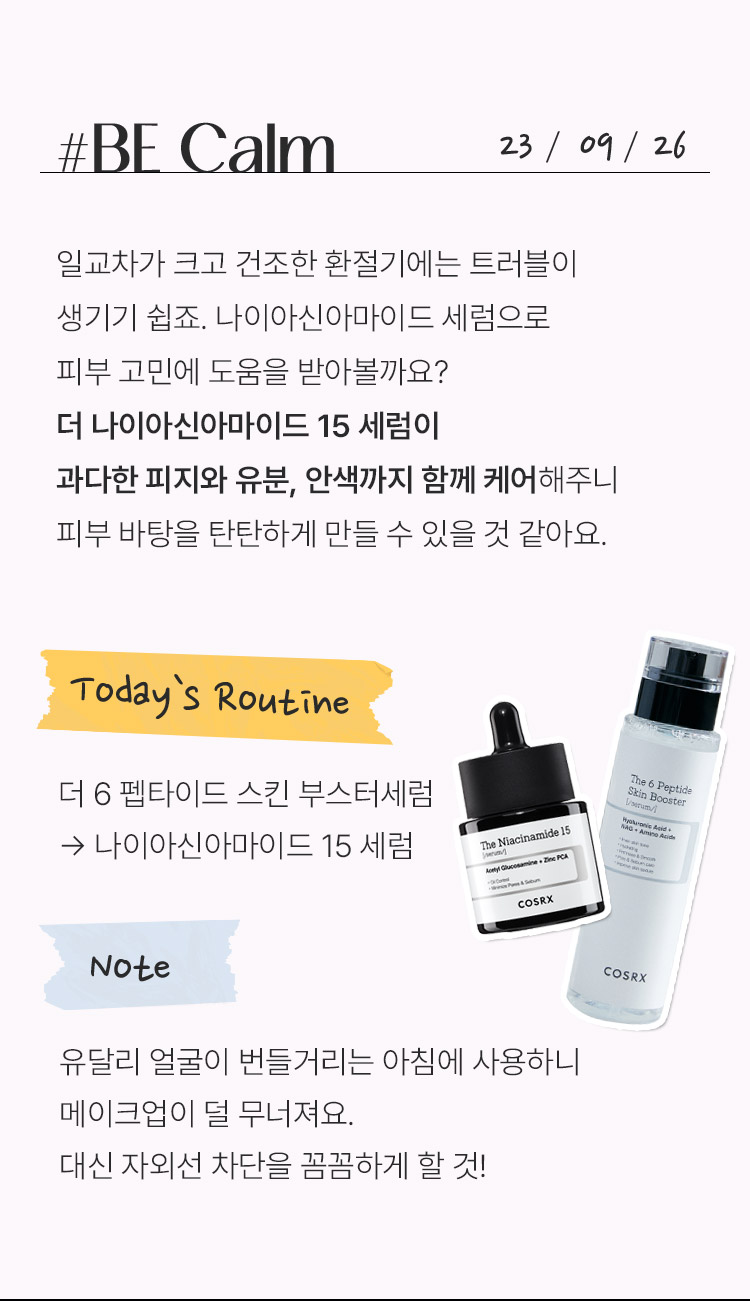 #BE Calm
23 / 09 / 26
일교차가 크고 건조한 환절기에는 트러블이
생기기 쉽죠. 나이아신아마이드 세럼으로
피부 고민에 도움을 받아볼까요?
더 나이아신아마이드 15 세럼이
과다한 피지와 유분, 안색까지 함께 케어해주니
피부 바탕을 탄탄하게 만들 수 있을 것 같아요.
Today`s Routine
더 6 펩타이드 스킨 부스터세럼
→ 나이아신아마이드 15 세럼
The Niacinamide 15
[/serum/]
Acetyl Glucosamine + Zinc PCA
• Oil Control
• Minimize Pores & Sebum
COSRX
The 6 Peptide
Skin Booster
[/serum/]
Hyaluronic Acid +
NAG + Amino Acids
• Hydrating
COSRX
Note
유달리 얼굴이 번들거리는 아침에 사용하니
메이크업이 덜 무너져요.
대신 자외선 차단을 꼼꼼하게 할 것!